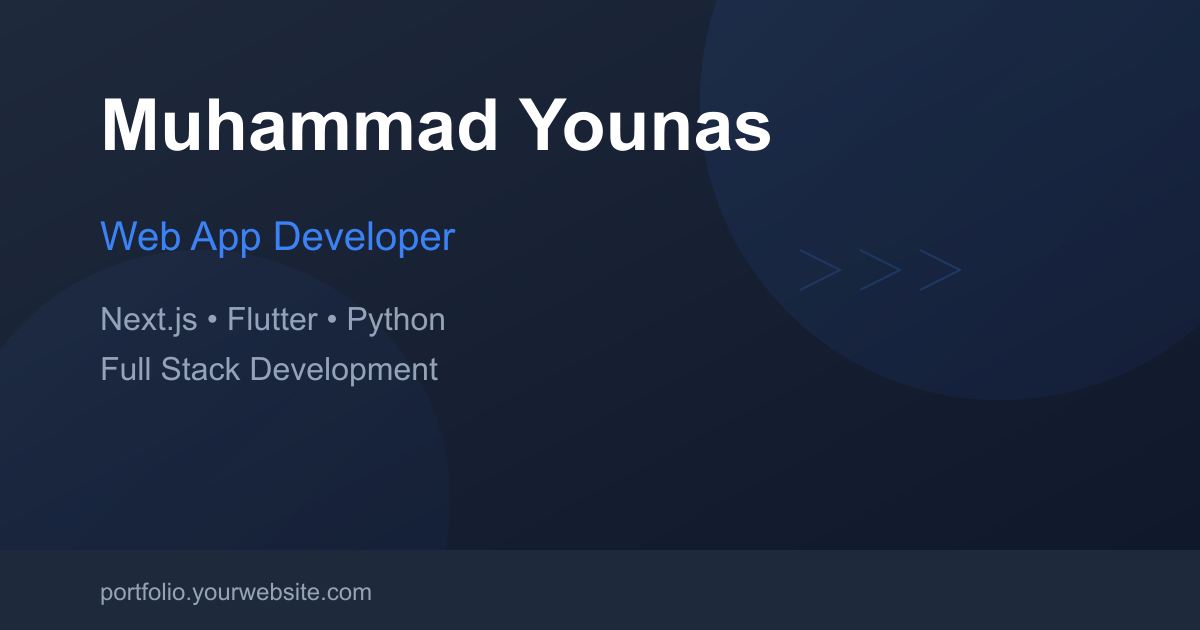 Muhammad Younas
Web App Developer
Next.js • Flutter • Python
Full Stack Development
portfolio.yourwebsite.com